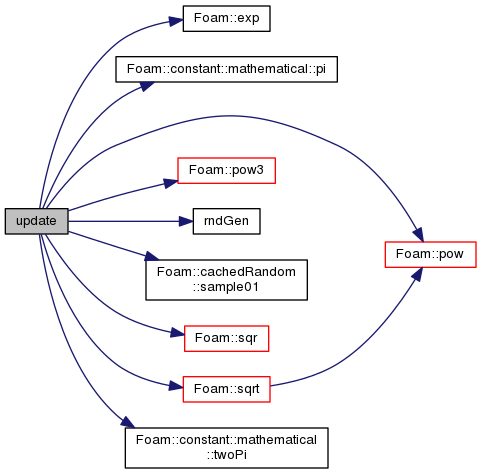 Foam::exp
Foam::constant::mathematical::pi
Foam::pow3
update
rndGen
Foam::pow
Foam::cachedRandom
::sample01
Foam::sqr
Foam::sqrt
Foam::constant::mathematical
::twoPi